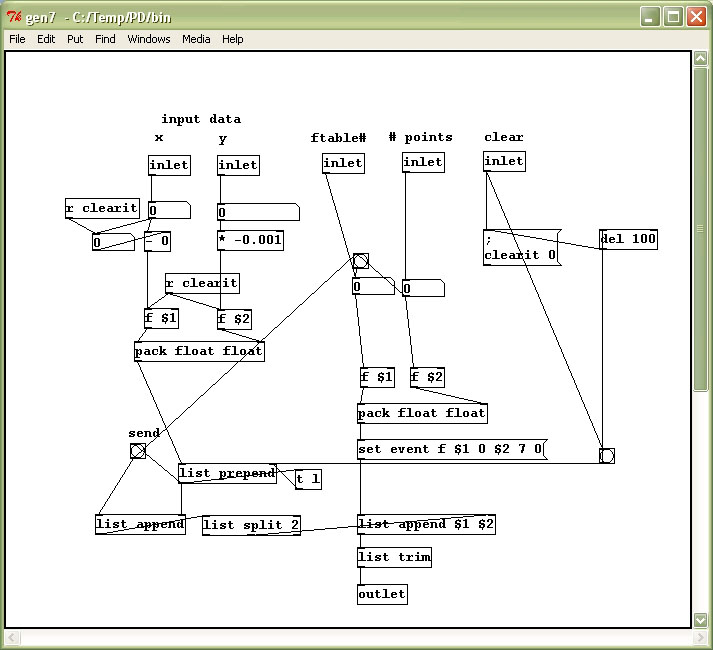 Tk gen7 - C:/Temp/PD/bin
File Edit Put Find Windows Media Help
input data
x y ftable# # points clear
inlet inlet inlet inlet inlet
r clearit 0 0
0 - 0 * -0.001 ; del 100
clearit 0
r clearit 0 0
f $1 f $2
pack float float
f $1 f $2
pack float float
send
set event f $1 0 $2 7 0
list prepend t l
list append list split 2 list append $1 $2
list trim
outlet